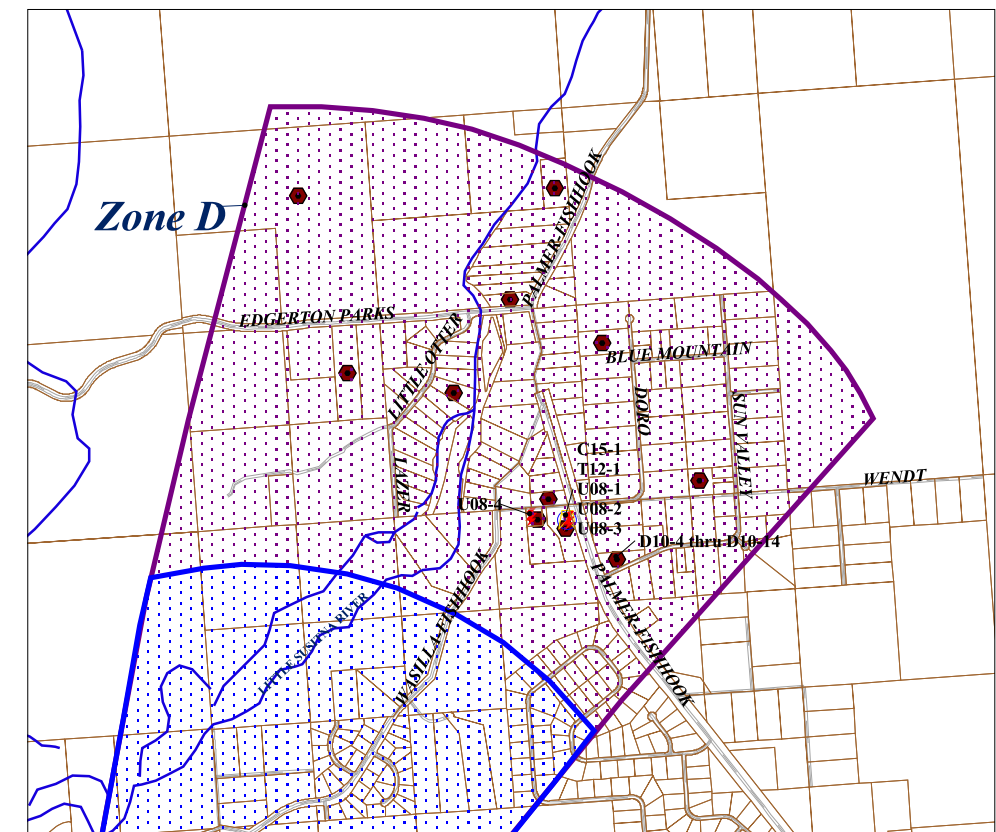 PALMER-FISHHOOK
Zone D
EDGERTON PARKS
LITTLE OTTER
BLUE MOUNTAIN
DORO
SUN VALLEY
C15-1
T12-1
U08-1
LAZER
WENDT
U08-4
U08-2
U08-3
D10-4 thru D10-14
PALMER-FISHHOOK
WASILLA-FISHHOOK
LITTLE SUSITNA RIVER